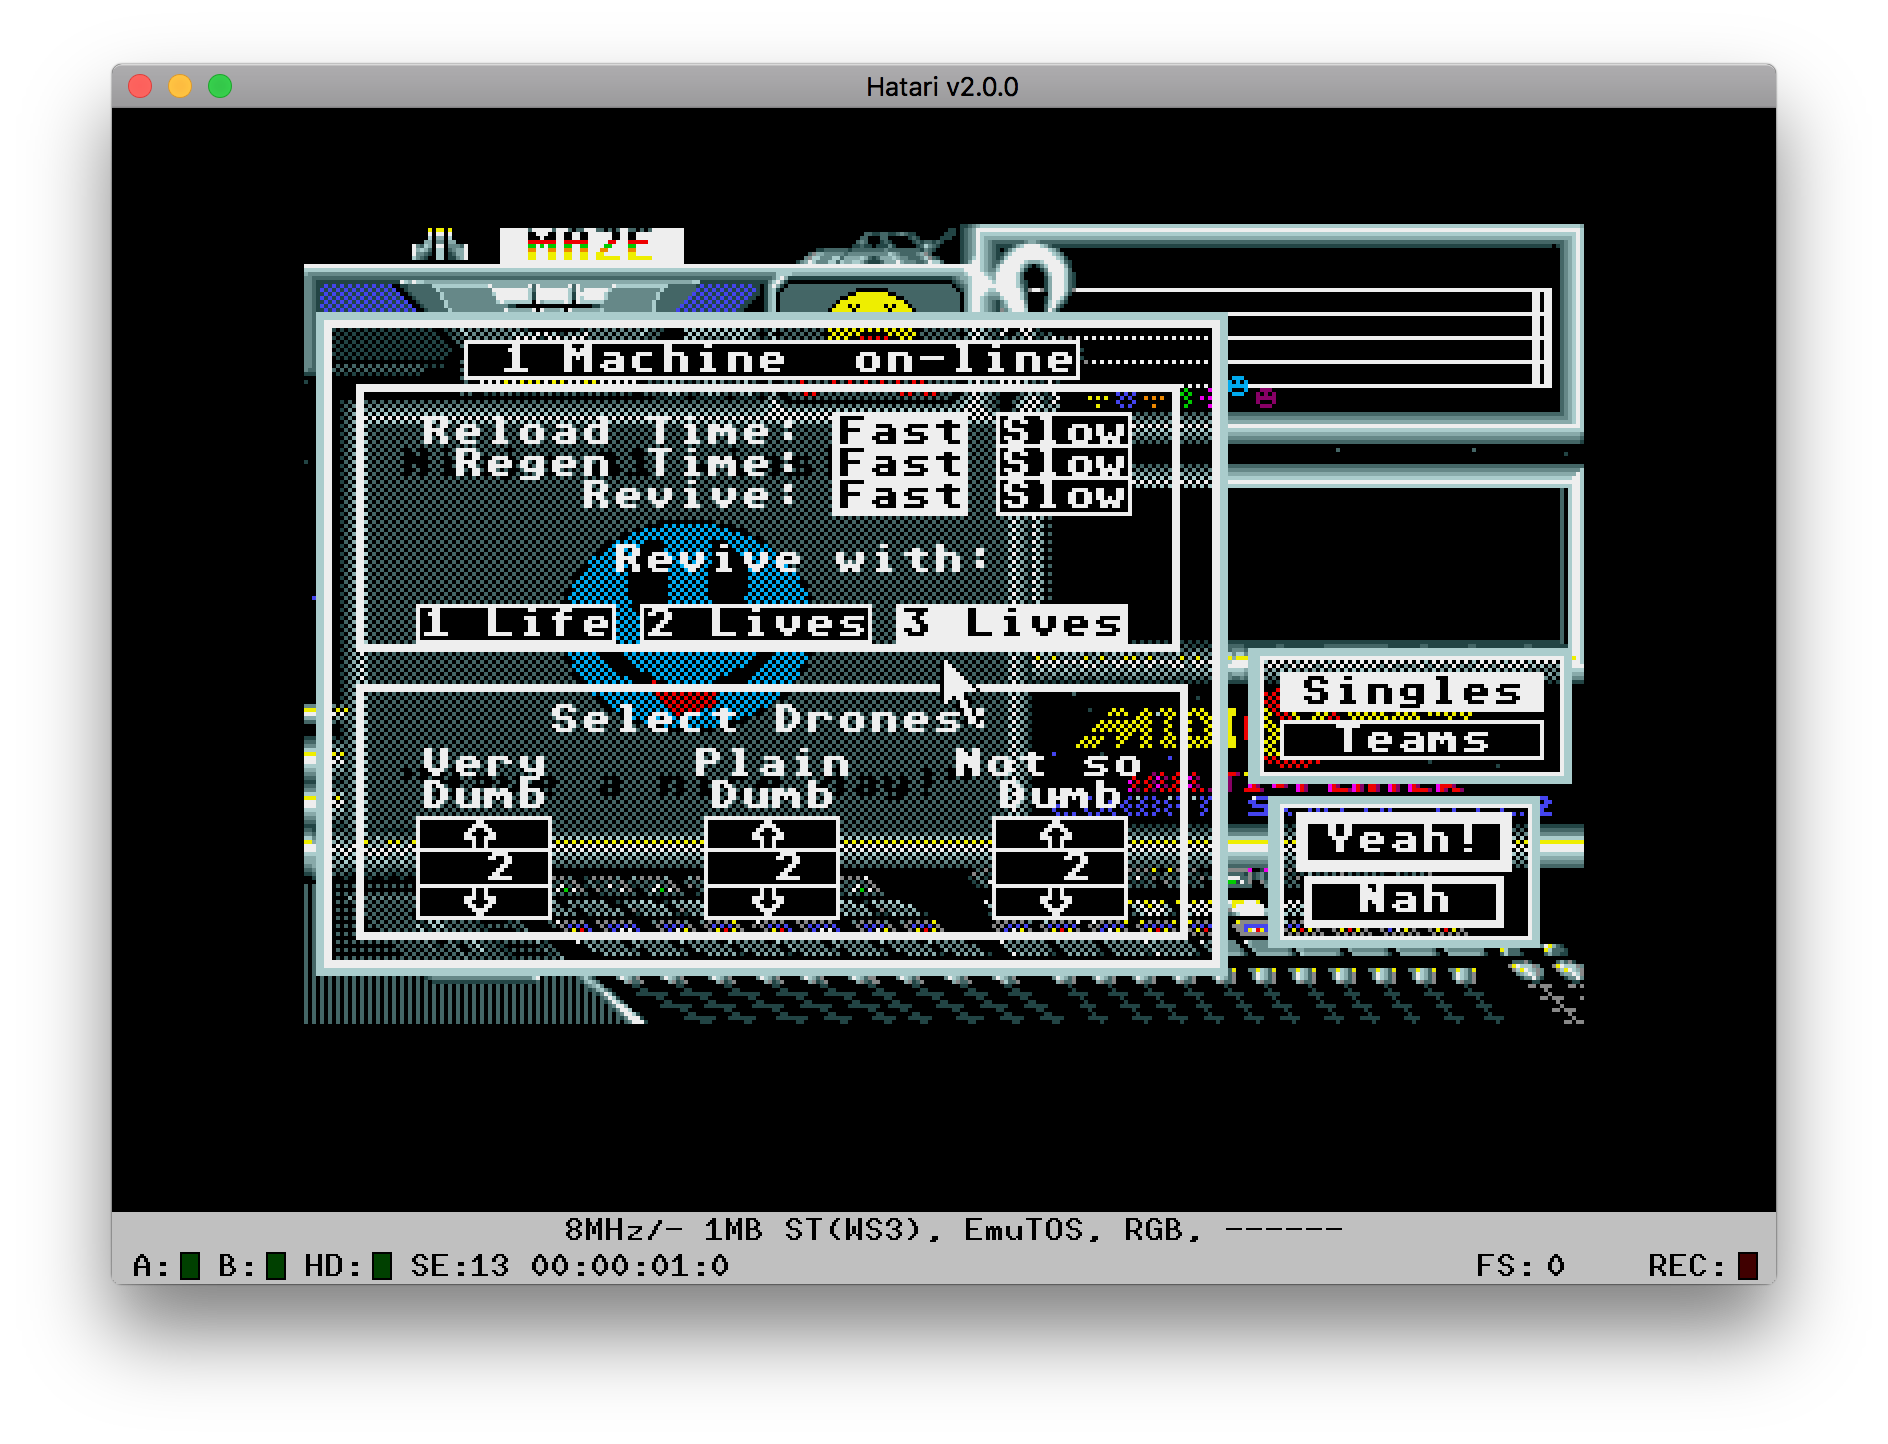 Hatari v2.0.0
MAZE
1 Machine on-line
Reload Time: Fast Slow
Regen Time: Fast Slow
Revive: Fast Slow
Revive with:
1 Life 2 Lives 3 Lives
Select Drones:
Very Dumb
Plain Dumb
Not so Dumb
2 2 2
Singles
Teams
Yeah!
Nah
8MHz/- 1MB ST(WS3), EmuTOS, RGB, ------
A: B: HD: SE:13 00:00:01:0 FS: 0 REC: